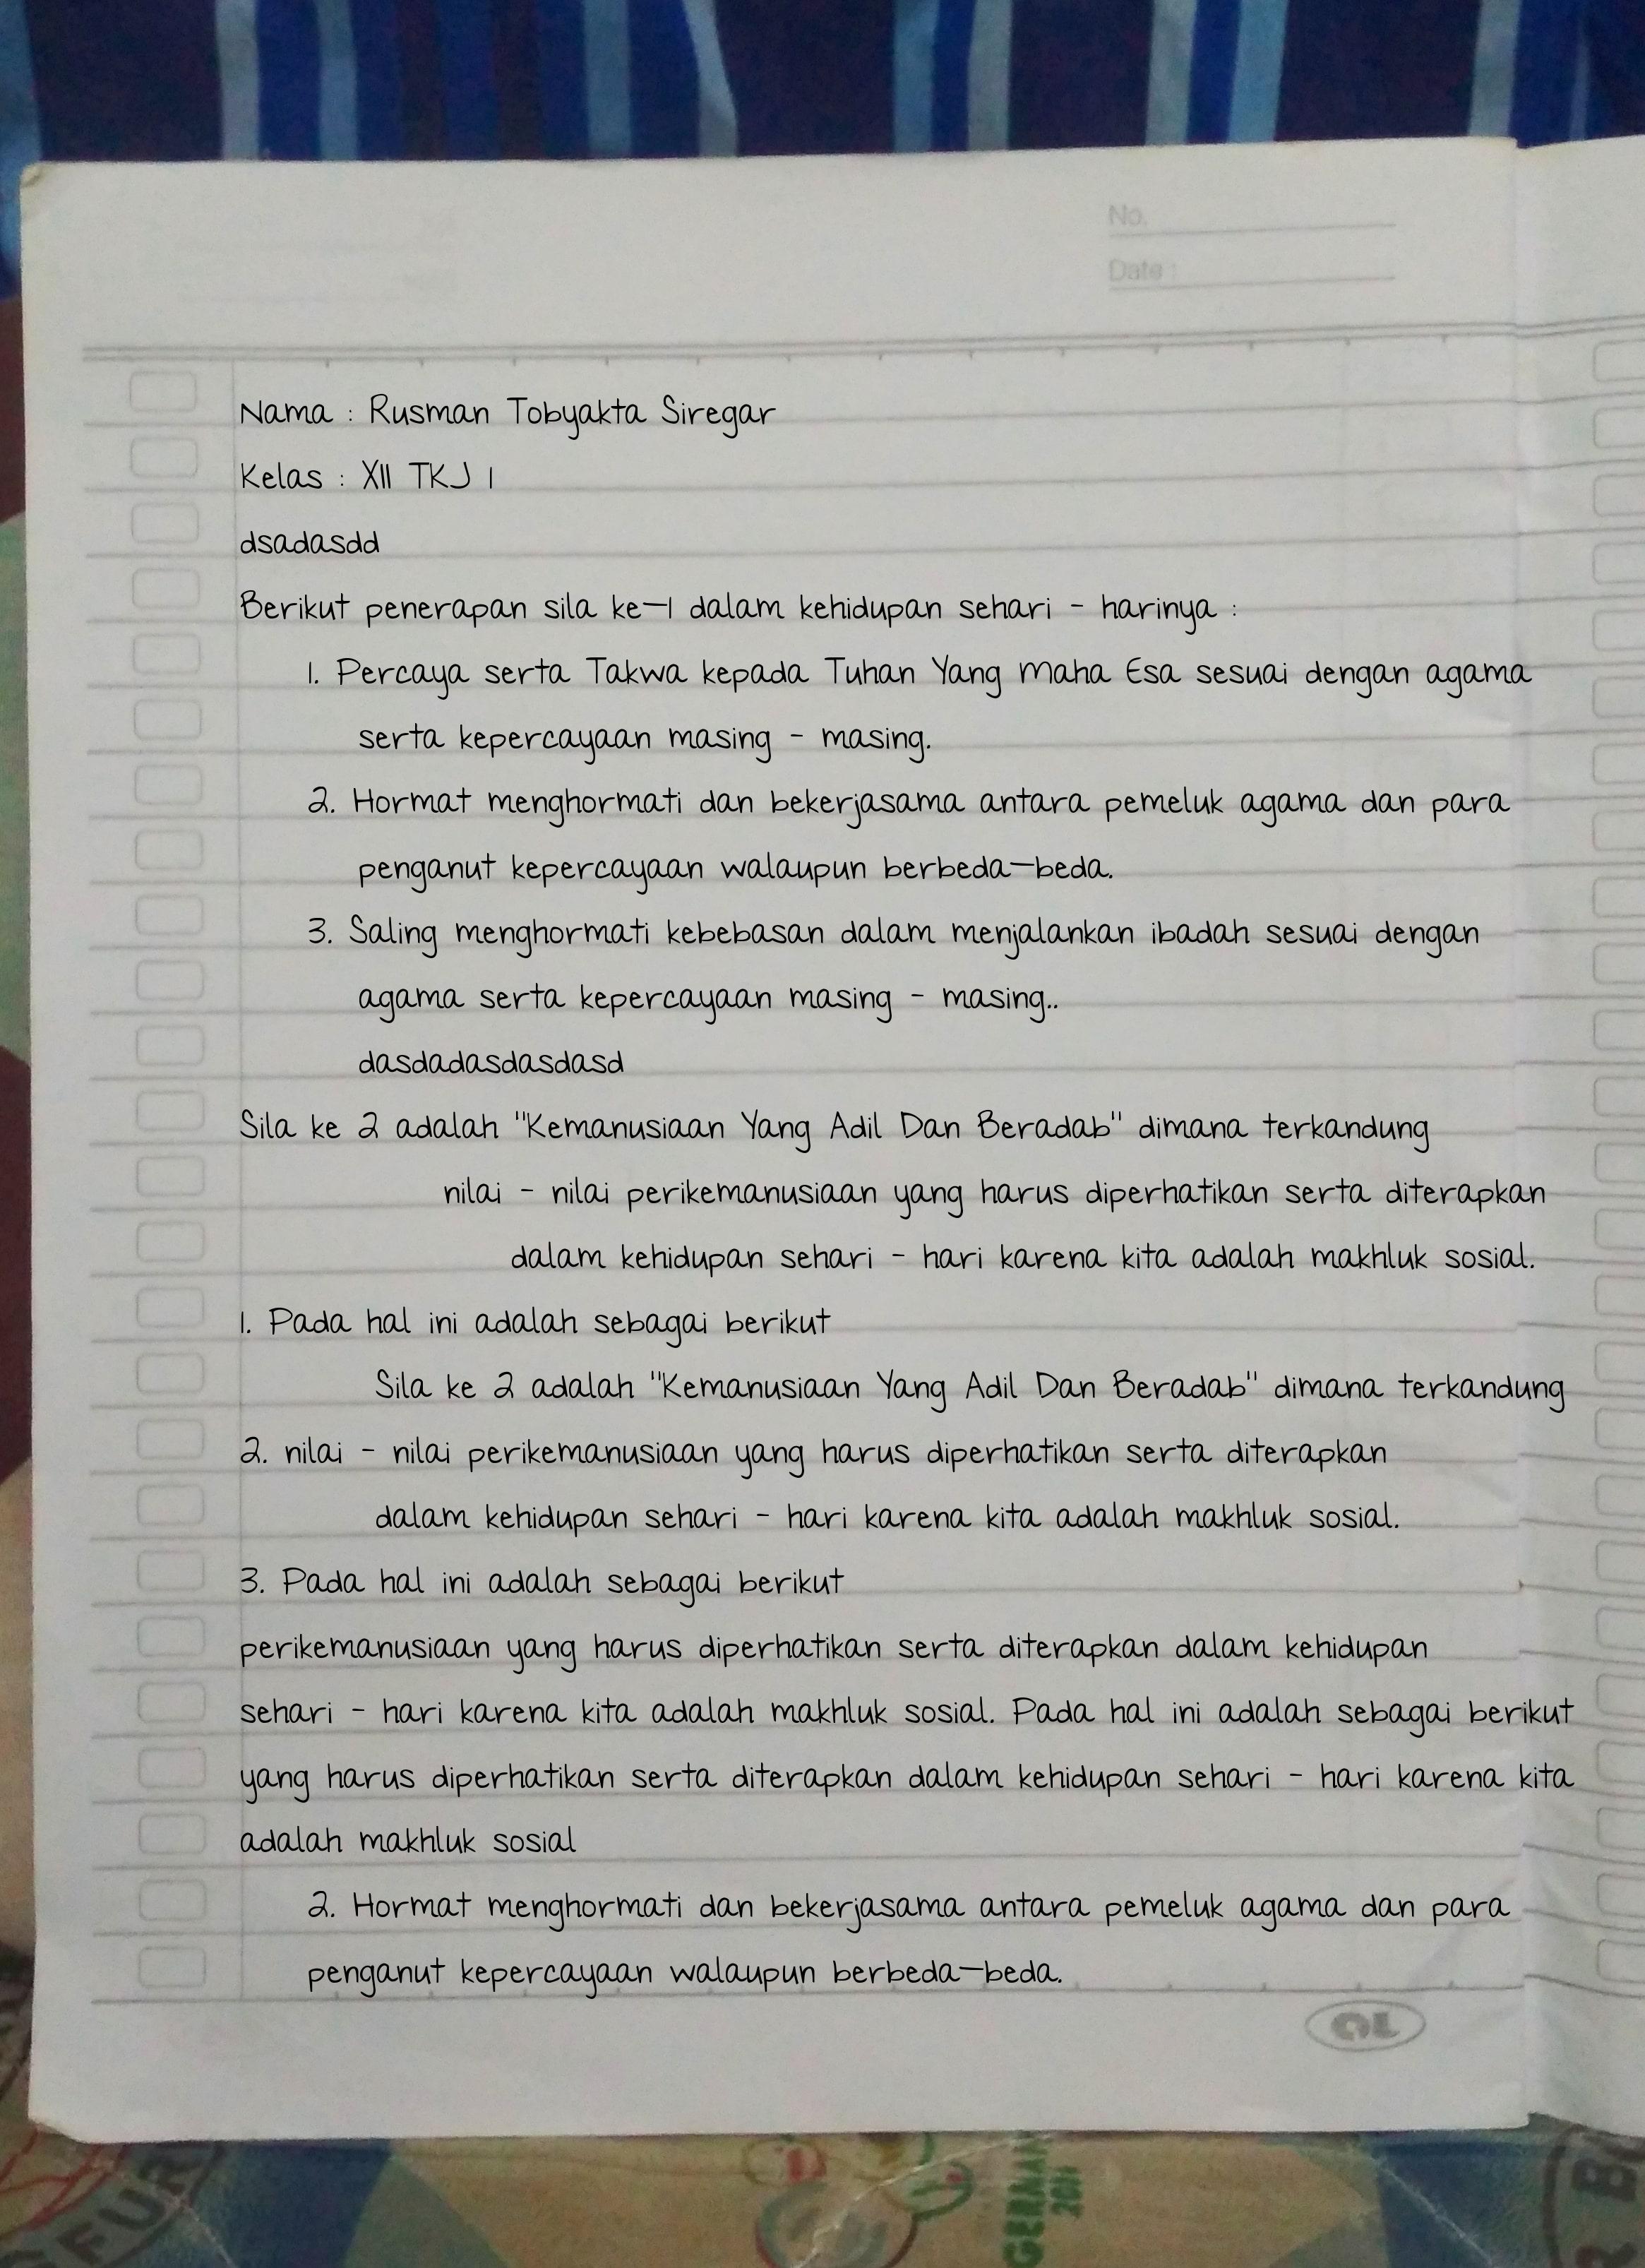 No.
Date :
Nama : Rusman Tobyakta Siregar
Kelas : XII TKJ 1
dsadasdd
Berikut penerapan sila ke-1 dalam kehidupan sehari - harinya :
1. Percaya serta Takwa kepada Tuhan Yang Maha Esa sesuai dengan agama
serta kepercayaan masing - masing.
2. Hormat menghormati dan bekerjasama antara pemeluk agama dan para
penganut kepercayaan walaupun berbeda-beda.
3. Saling menghormati kebebasan dalam menjalankan ibadah sesuai dengan
agama serta kepercayaan masing - masing..
dasdadasdasdasd
Sila ke 2 adalah "Kemanusiaan Yang Adil Dan Beradab" dimana terkandung
nilai - nilai perikemanusiaan yang harus diperhatikan serta diterapkan
dalam kehidupan sehari - hari karena kita adalah makhluk sosial.
1. Pada hal ini adalah sebagai berikut
Sila ke 2 adalah "Kemanusiaan Yang Adil Dan Beradab" dimana terkandung
2. nilai - nilai perikemanusiaan yang harus diperhatikan serta diterapkan
dalam kehidupan sehari - hari karena kita adalah makhluk sosial.
3. Pada hal ini adalah sebagai berikut
perikemanusiaan yang harus diperhatikan serta diterapkan dalam kehidupan
sehari - hari karena kita adalah makhluk sosial. Pada hal ini adalah sebagai berikut
yang harus diperhatikan serta diterapkan dalam kehidupan sehari - hari karena kita
adalah makhluk sosial
2. Hormat menghormati dan bekerjasama antara pemeluk agama dan para
penganut kepercayaan walaupun berbeda-beda.
GERMAN
2011